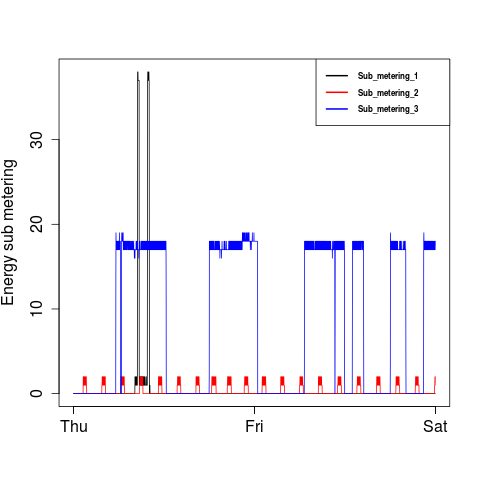 Sub_metering_1
Sub_metering_2
Sub_metering_3
Energy sub metering
30
20
10
0
Thu Fri Sat